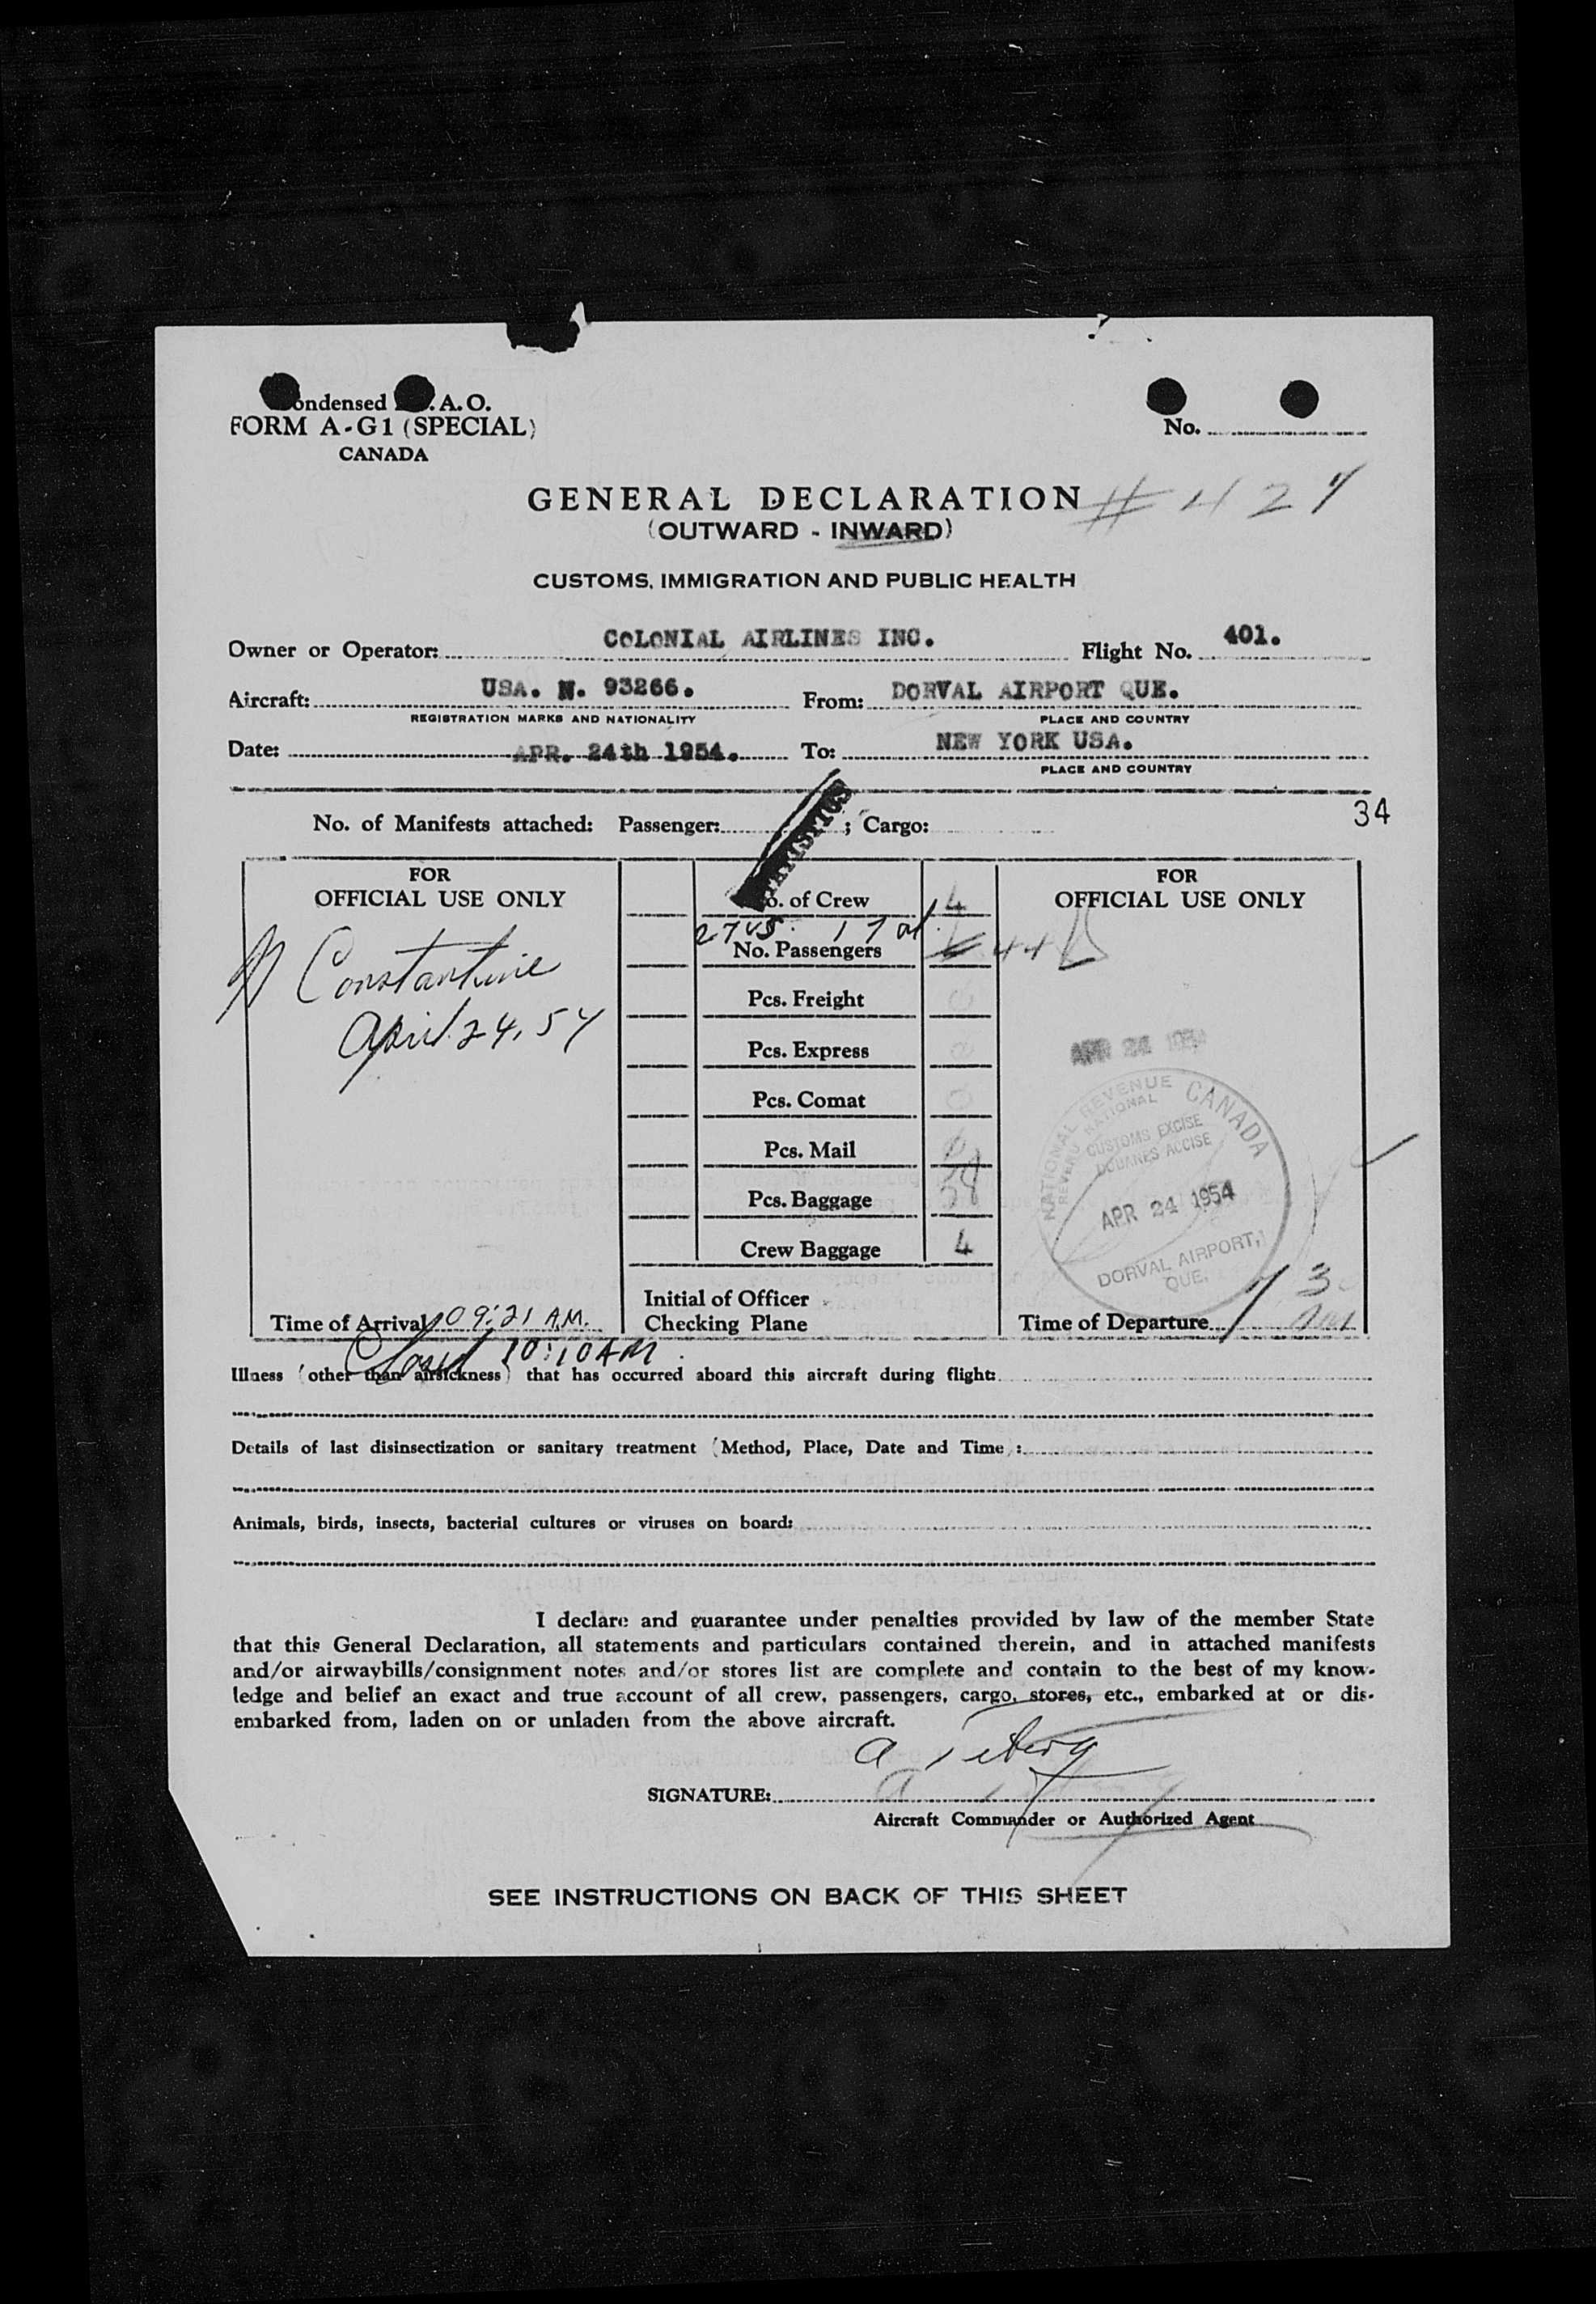 ondensed . A. O.
FORM A-G1 (SPECIAL)
CANADA
No.
GENERAL DECLARATION
(OUTWARD - INWARD)
CUSTOMS, IMMIGRATION AND PUBLIC HEALTH
Owner or Operator: COLONIAL AIRLINES INC. Flight No. 401.
Aircraft: USA. N. 93266. From: DORVAL AIRPORT QUE.
REGISTRATION MARKS AND NATIONALITY PLACE AND COUNTRY
Date: APR. 24th 1954. To: NEW YORK USA.
PLACE AND COUNTRY
34
No. of Manifests attached: Passenger: ; Cargo:
STATISTICS
FOR
OFFICIAL USE ONLY
Constantine
April 24, 54
Time of Arrival 09:21 A.M.
o. of Crew 4
27 US. 17 al.
No. Passengers 44
Pcs. Freight
Pcs. Express
Pcs. Comat
Pcs. Mail
Pcs. Baggage
Crew Baggage 4
Initial of Officer
Checking Plane
FOR
OFFICIAL USE ONLY
APR 24 1954
NATIONAL REVENUE CANADA
REVENU NATIONAL
CUSTOMS EXCISE
DOUANES ACCISE
APR 24 1954
DORVAL AIRPORT,
QUE.
Time of Departure
10:10 AM
Illness (other than airsickness) that has occurred aboard this aircraft during flight:
Details of last disinsectization or sanitary treatment (Method, Place, Date and Time):
Animals, birds, insects, bacterial cultures or viruses on board:
I declare and guarantee under penalties provided by law of the member State
that this General Declaration, all statements and particulars contained therein, and in attached manifests
and/or airwaybills/consignment notes and/or stores list are complete and contain to the best of my know-
ledge and belief an exact and true account of all crew, passengers, cargo, stores, etc., embarked at or dis-
embarked from, laden on or unladen from the above aircraft.
SIGNATURE:
Aircraft Commander or Authorized Agent
SEE INSTRUCTIONS ON BACK OF THIS SHEET